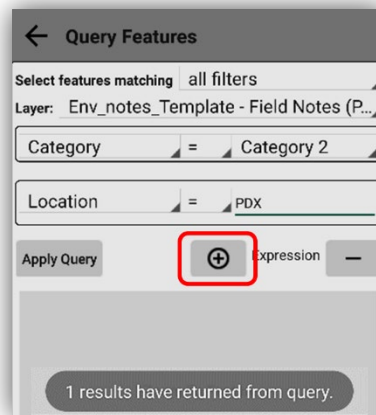 Query Features
Select features matching all filters
Layer: Env_notes_Template - Field Notes (P...
Category = Category 2
Location = PDX
Apply Query Expression
1 results have returned from query.